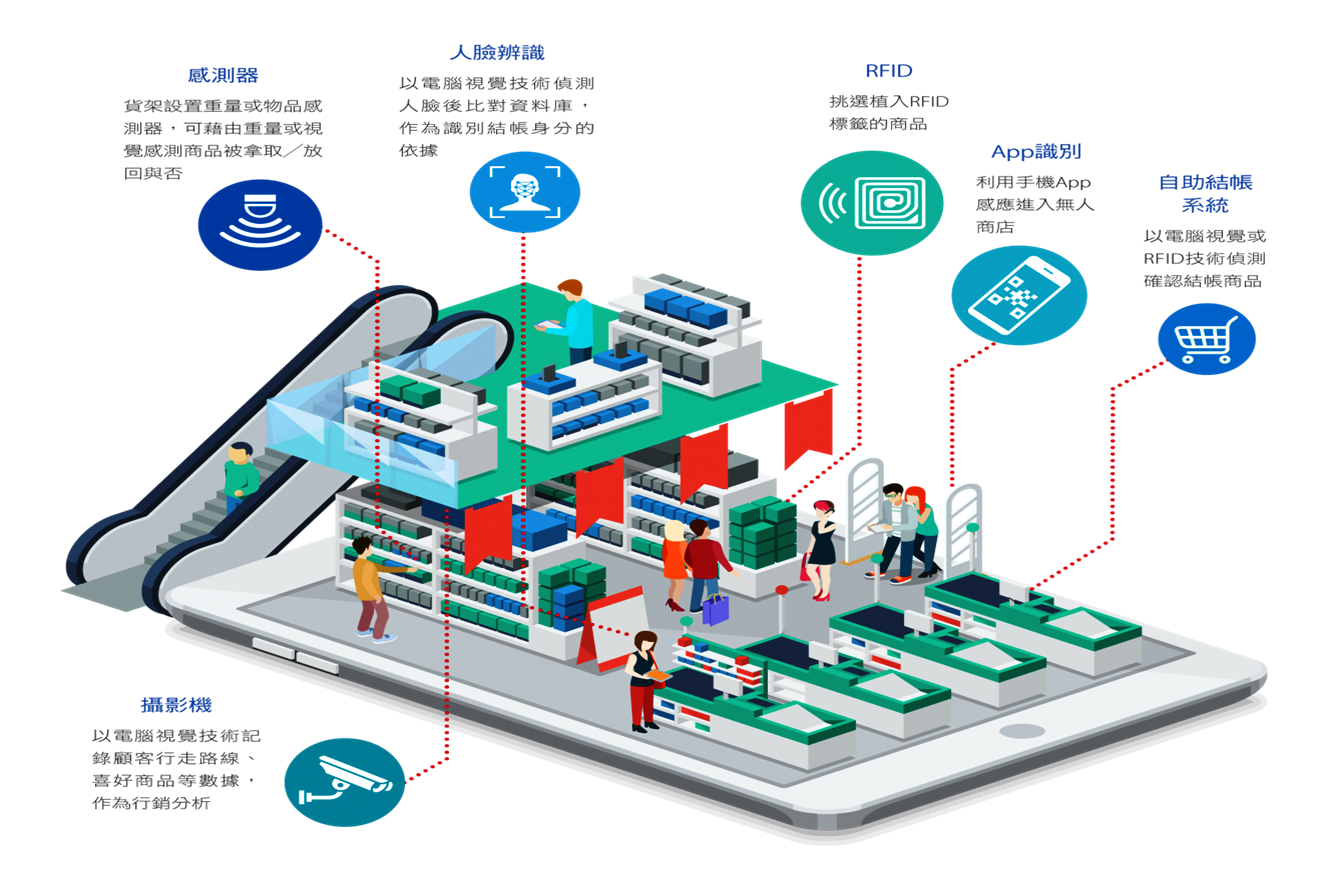 感測器
貨架設置重量或物品感
測器，可藉由重量或視
覺感測商品被拿取／放
回與否
人臉辨識
以電腦視覺技術偵測
人臉後比對資料庫，
作為識別結帳身分的
依據
RFID
挑選植入RFID
標籤的商品
App識別
利用手機App
感應進入無人
商店
自助結帳
系統
以電腦視覺或
RFID技術偵測
確認結帳商品
攝影機
以電腦視覺技術記
錄顧客行走路線、
喜好商品等數據，
作為行銷分析